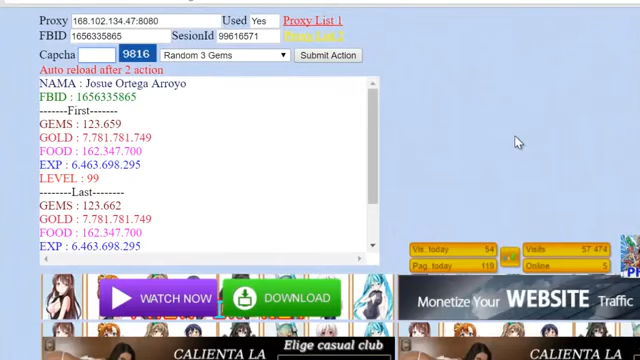 Proxy 168.102.134.47:8080 Used Yes Proxy List 1
FBID 1656335865 SesionId 99616571 Proxy List 2
Capcha 9816 Random 3 Gems Submit Action
Auto reload after 2 action
NAMA : Josue Ortega Arroyo
FBID : 1656335865
-------First-------
GEMS : 123.659
GOLD : 7.781.781.749
FOOD : 162.347.700
EXP : 6.463.698.295
LEVEL : 99
--------Last--------
GEMS : 123.662
GOLD : 7.781.781.749
FOOD : 162.347.700
EXP : 6.463.698.295
Vis. today 54 Visits 57 474
Pag. today 119 Online 5
WATCH NOW DOWNLOAD
Monetize Your WEBSITE Traffic
Elige casual club Elige casual club
CALIENTA LA CALIENTA LA